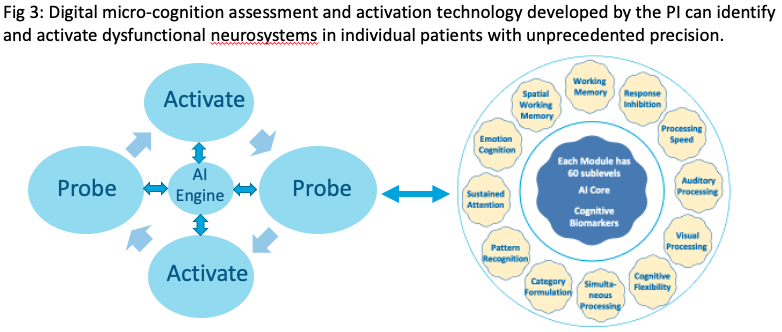 Fig 3: Digital micro-cognition assessment and activation technology developed by the PI can identify
and activate dysfunctional neurosystems in individual patients with unprecedented precision.
Activate
Probe
AI
Engine
Probe
Activate
Working
Memory
Response
Inhibition
Processing
Speed
Auditory
Processing
Visual
Processing
Cognitive
Flexibility
Simulta-
neous
Processing
Category
Formulation
Pattern
Recognition
Sustained
Attention
Emotion
Cognition
Spatial
Working
Memory
Each Module has
60 sublevels
AI Core
Cognitive
Biomarkers